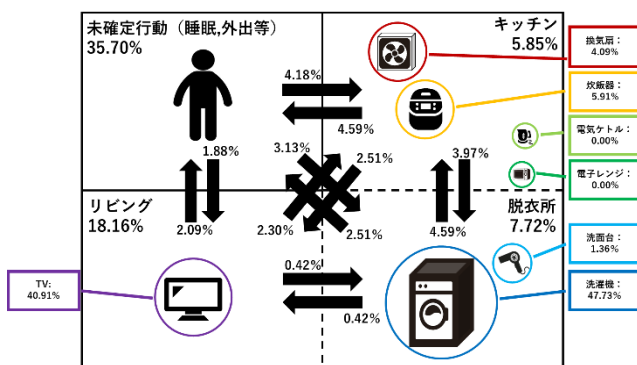 未確定行動（睡眠,外出等）
35.70%
キッチン
5.85%
換気扇：
4.09%
炊飯器：
5.91%
電気ケトル：
0.00%
電子レンジ：
0.00%
4.18%
4.59%
1.88%
3.13%
2.51%
3.97%
リビング
18.16%
2.09%
2.30%
2.51%
4.59%
脱衣所
7.72%
洗面台：
1.36%
洗濯機：
47.73%
TV:
40.91%
0.42%
0.42%